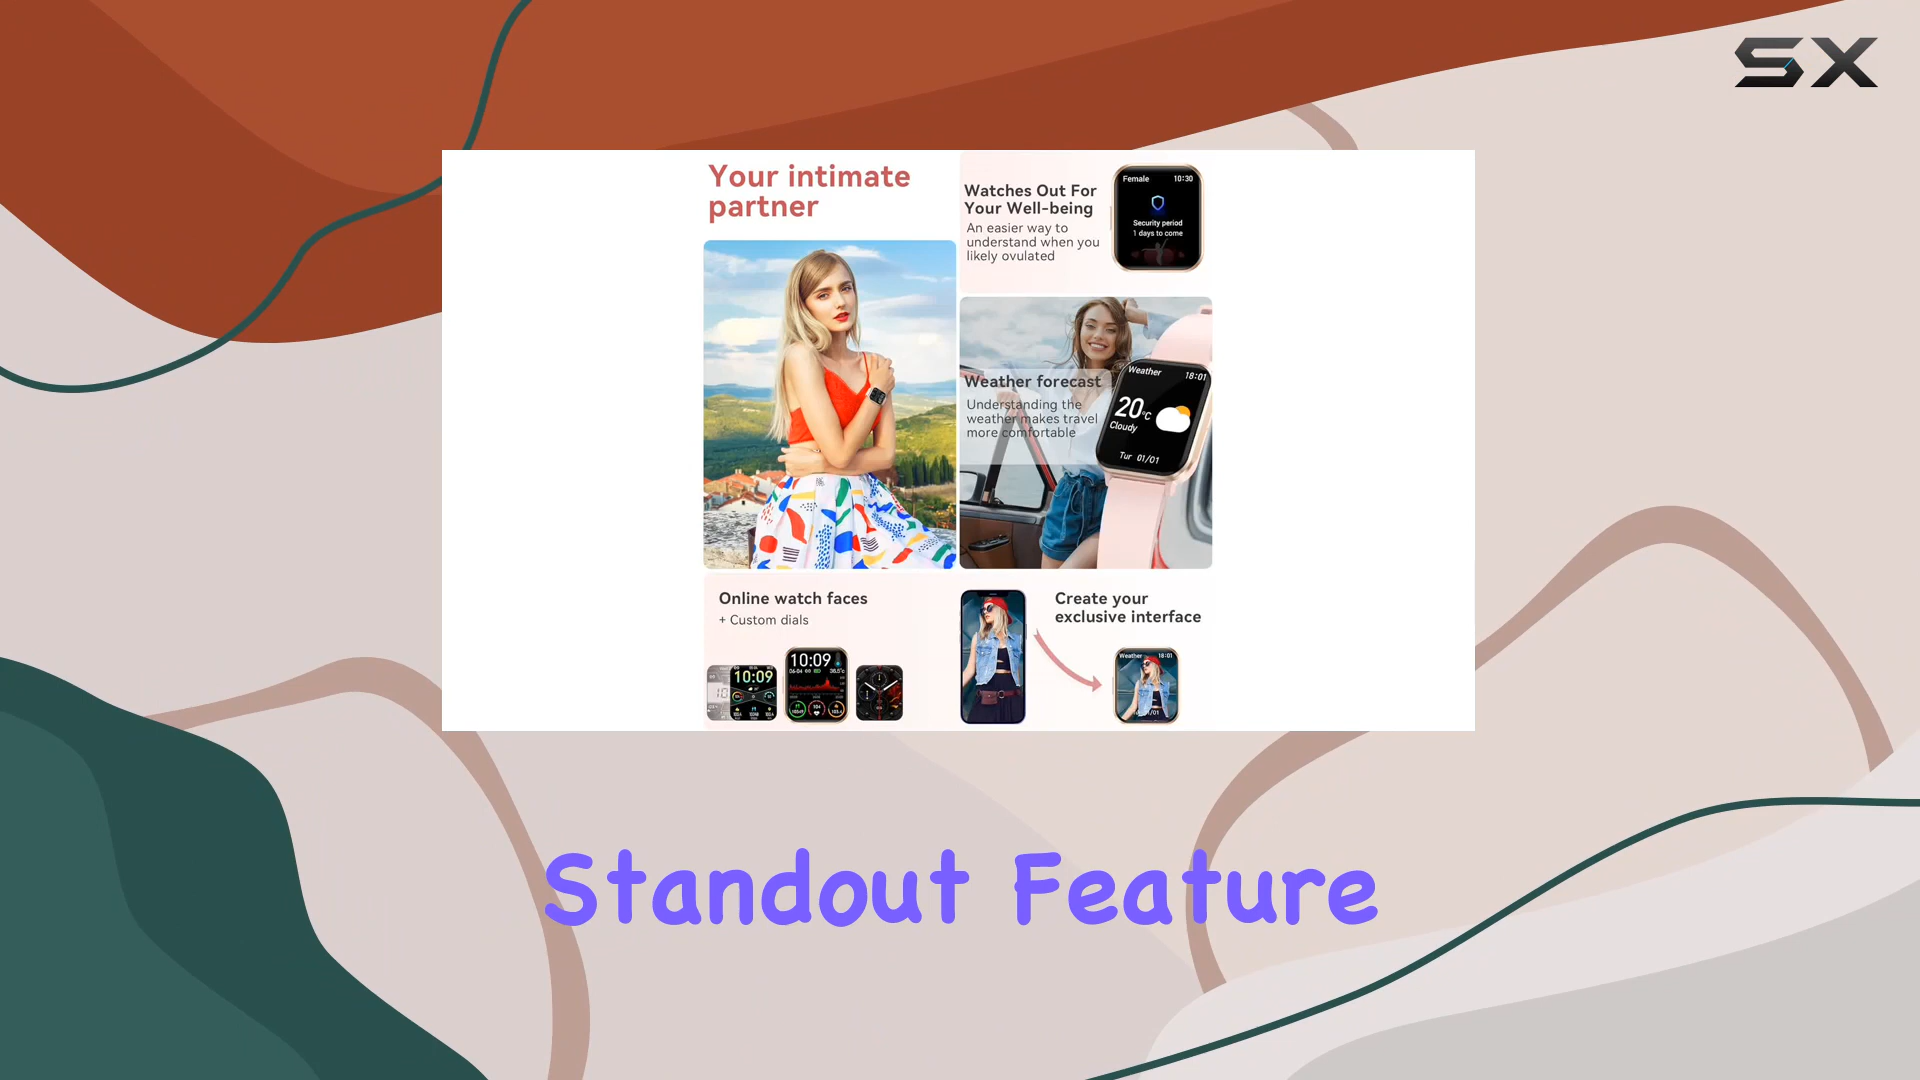 SX
Your intimate
partner
Watches Out For
Your Well-being
An easier way to
understand when you
likely ovulated
Female 10:30
Security period
1 days to come
Weather forecast
Understanding the
weather makes travel
more comfortable
Weather 18:01
20°C
Cloudy
Tur 01/01
Online watch faces
+ Custom dials
10:09
10:09
Create your
exclusive interface
Weather 18:01
Standout Feature